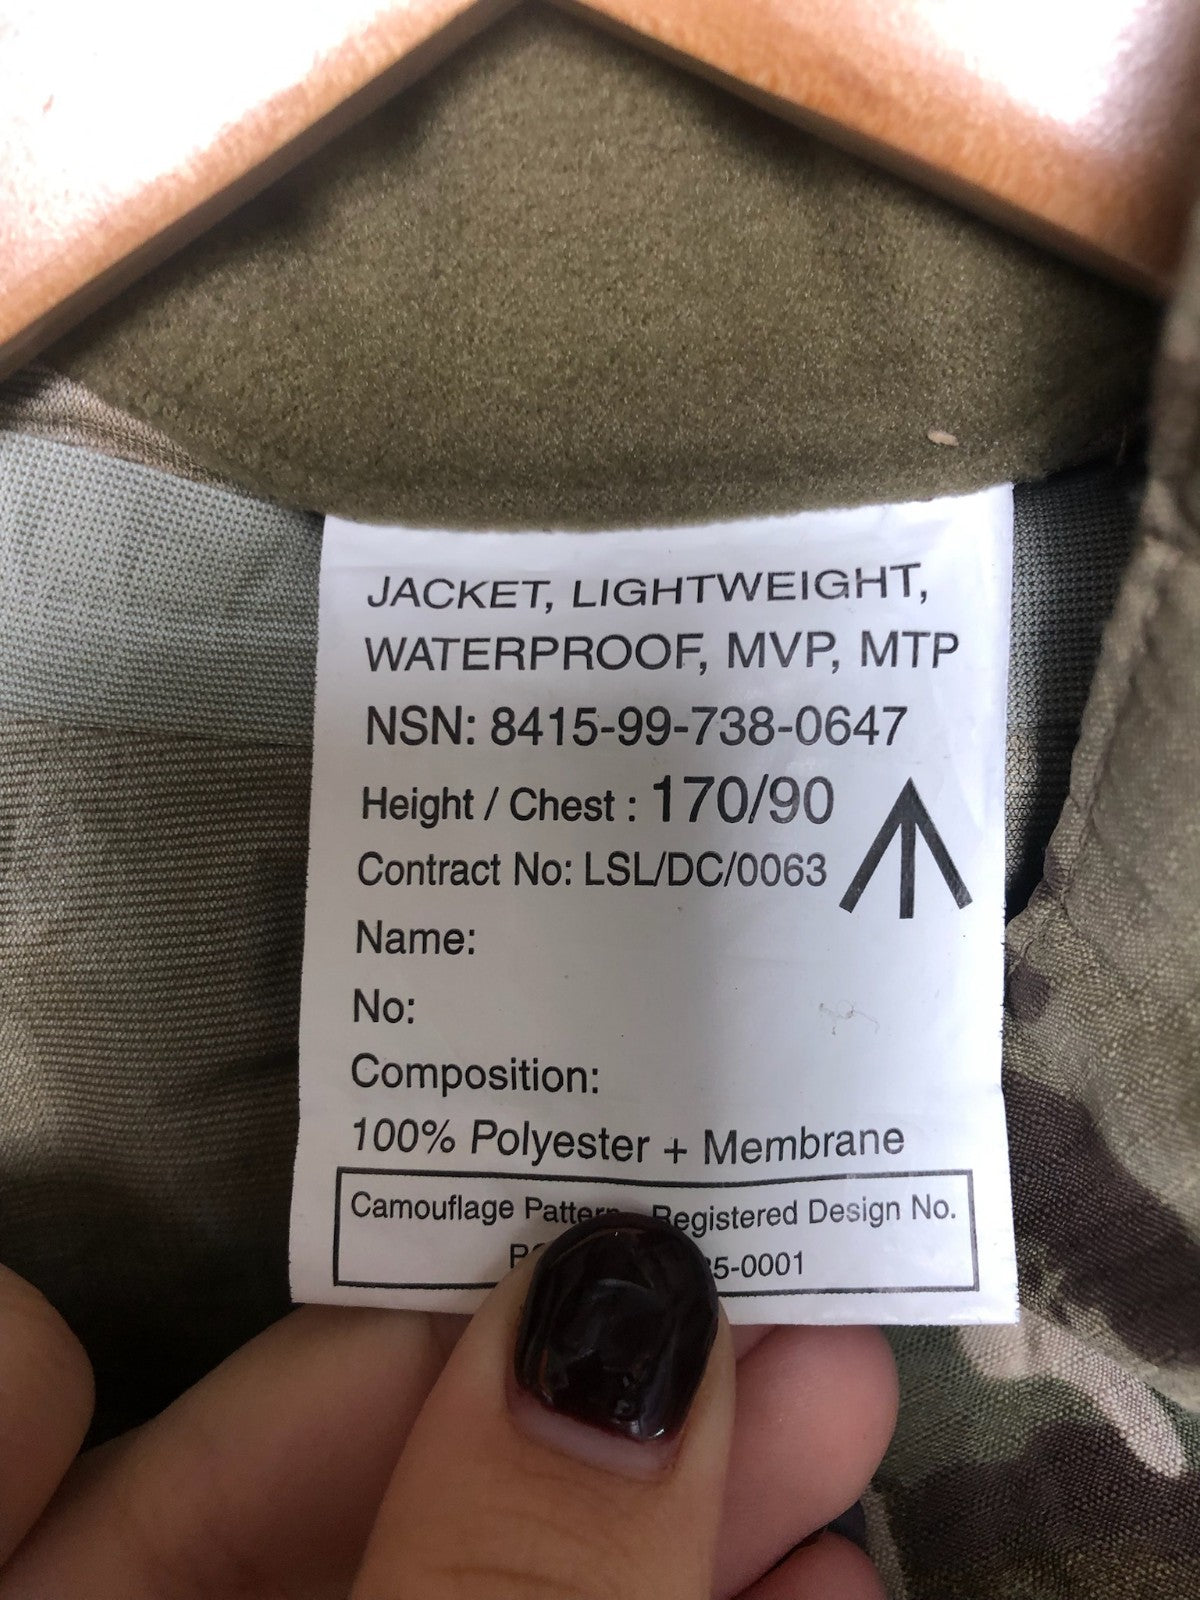 JACKET, LIGHTWEIGHT,
WATERPROOF, MVP, MTP
NSN: 8415-99-738-0647
Height / Chest : 170/90
Contract No: LSL/DC/0063
Name:
No:
Composition:
100% Polyester + Membrane
Camouflage Pattern Registered Design No.
5-0001